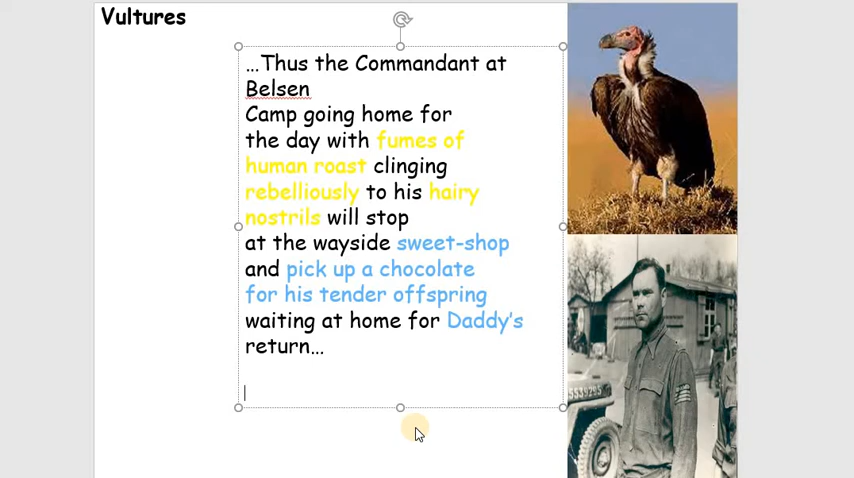 Vultures
…Thus the Commandant at
Belsen
Camp going home for
the day with fumes of
human roast clinging
rebelliously to his hairy
nostrils will stop
at the wayside sweet-shop
and pick up a chocolate
for his tender offspring
waiting at home for Daddy's
return…
5539295